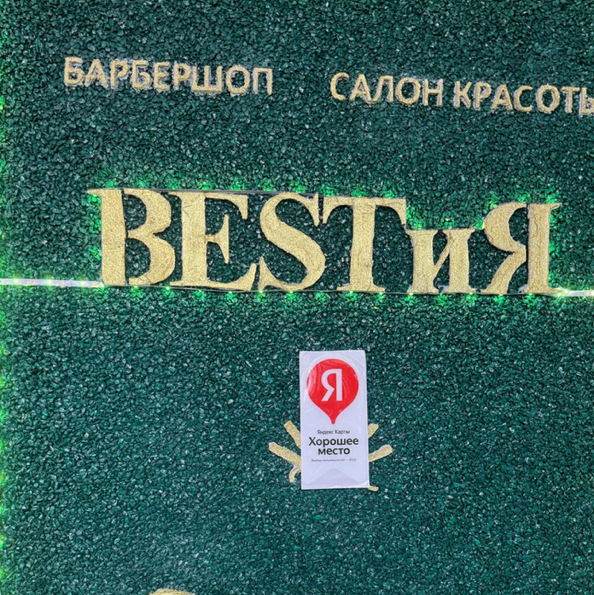 БАРБЕРШОП САЛОН КРАСОТЫ
BESTиЯ
Я
Яндекс Карты
Хорошее
место